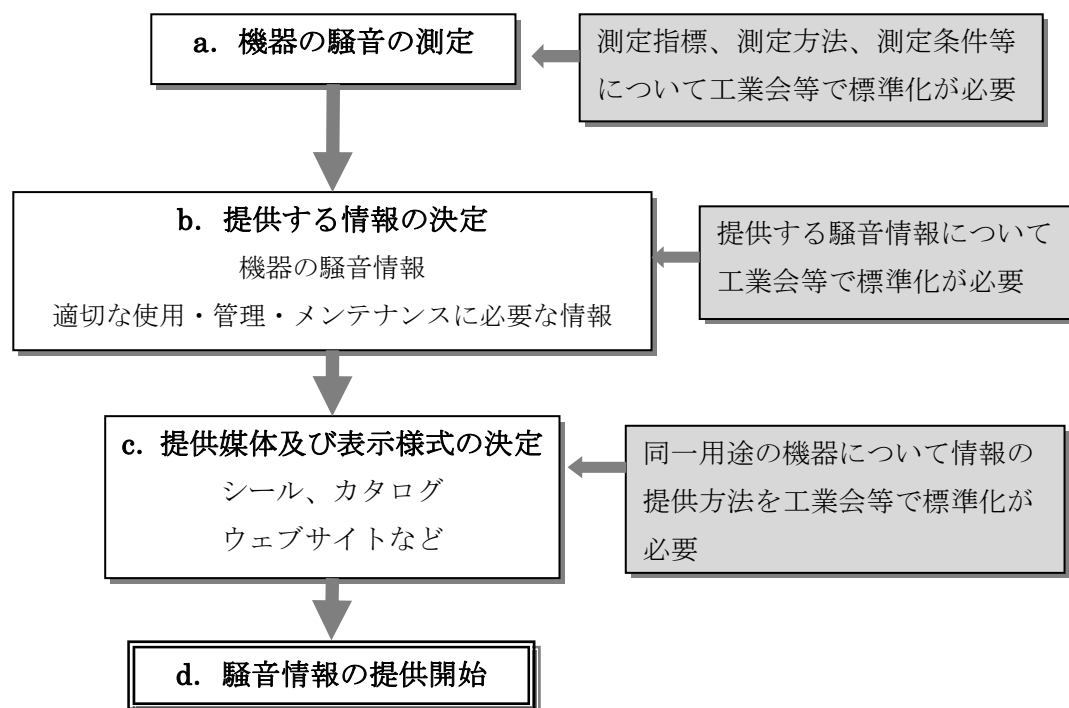 a. 機器の騒音の測定
測定指標、測定方法、測定条件等
について工業会等で標準化が必要
b. 提供する情報の決定
機器の騒音情報
適切な使用・管理・メンテナンスに必要な情報
提供する騒音情報について
工業会等で標準化が必要
c. 提供媒体及び表示様式の決定
シール、カタログ
ウェブサイトなど
同一用途の機器について情報の
提供方法を工業会等で標準化が
必要
d. 騒音情報の提供開始